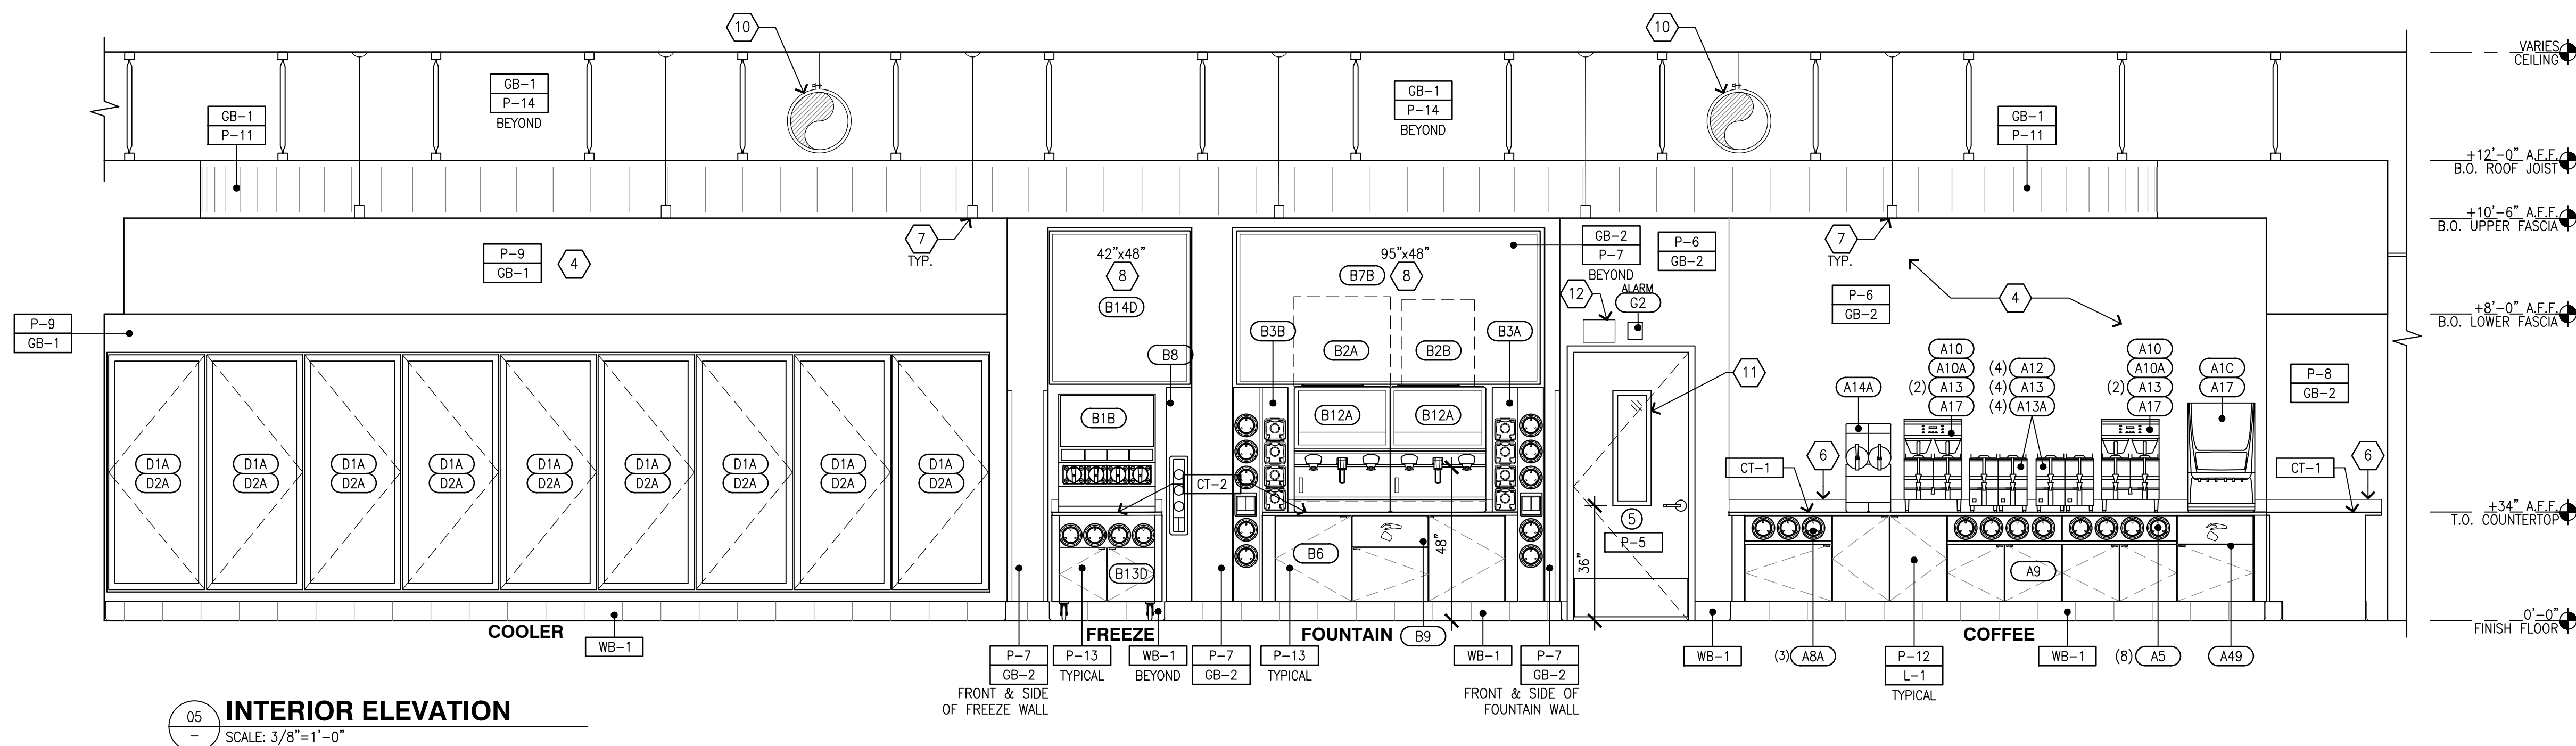 10
10
VARIES
CEILING
GB-1
P-14
BEYOND
GB-1
P-14
BEYOND
GB-1
P-11
GB-1
P-11
+12'-0" A.F.F.
B.O. ROOF JOIST
+10'-6" A.F.F.
B.O. UPPER FASCIA
7
TYP.
7
TYP.
P-9
GB-1
4
42"x48"
8
B14D
95"x48"
B7B
8
GB-2
P-7
BEYOND
P-6
GB-2
12
ALARM
G2
P-6
GB-2
4
+8'-0" A.F.F.
B.O. LOWER FASCIA
P-9
GB-1
B8
B3B
B2A
B2B
B3A
11
A14A
A10
A10A
(2) A13
A17
(4) A12
(4) A13
(4) A13A
A10
A10A
(2) A13
A17
A1C
A17
P-8
GB-2
B1B
B12A
B12A
D1A D1A D1A D1A D1A D1A D1A D1A D1A
D2A D2A D2A D2A D2A D2A D2A D2A D2A
CT-2
CT-1
6
CT-1
6
+34" A.F.F.
T.O. COUNTERTOP
5
P-5
36"
48"
B13D
B6
A9
0'-0"
FINISH FLOOR
COOLER
FREEZE
FOUNTAIN
COFFEE
B9
WB-1
P-7
GB-2
FRONT & SIDE
OF FREEZE WALL
P-13
TYPICAL
WB-1
BEYOND
P-7
GB-2
P-13
TYPICAL
WB-1
P-7
GB-2
FRONT & SIDE OF
FOUNTAIN WALL
WB-1
(3) A8A
P-12
L-1
TYPICAL
WB-1
(8) A5
A49
05
-
INTERIOR ELEVATION
SCALE: 3/8"=1'-0"